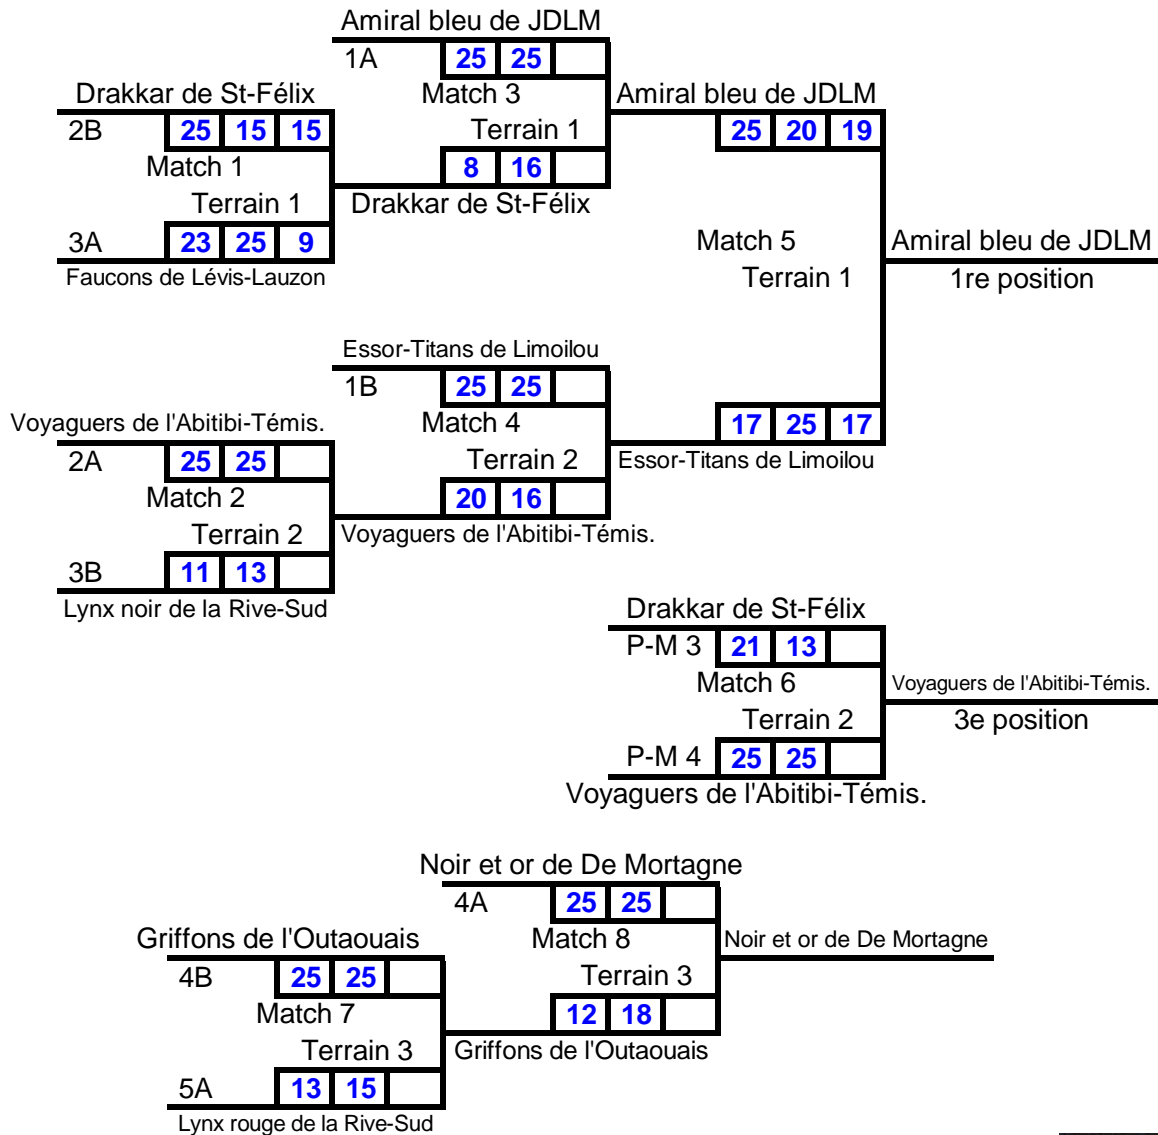 Amiral bleu de JDLM
1A 25 25
Match 3
Terrain 1
8 16
Drakkar de St-Félix
Drakkar de St-Félix
2B 25 15 15
Match 1
Terrain 1
3A 23 25 9
Faucons de Lévis-Lauzon
Amiral bleu de JDLM
25 20 19
Match 5
Terrain 1
17 25 17
Essor-Titans de Limoilou
Amiral bleu de JDLM
1re position
Essor-Titans de Limoilou
1B 25 25
Match 4
Terrain 2
20 16
Voyaguers de l'Abitibi-Témis.
Voyaguers de l'Abitibi-Témis.
2A 25 25
Match 2
Terrain 2
3B 11 13
Lynx noir de la Rive-Sud
Drakkar de St-Félix
P-M 3 21 13
Match 6
Terrain 2
P-M 4 25 25
Voyaguers de l'Abitibi-Témis.
Voyaguers de l'Abitibi-Témis.
3e position
Noir et or de De Mortagne
4A 25 25
Match 8
Terrain 3
12 18
Griffons de l'Outaouais
Noir et or de De Mortagne
Griffons de l'Outaouais
4B 25 25
Match 7
Terrain 3
5A 13 15
Lynx rouge de la Rive-Sud